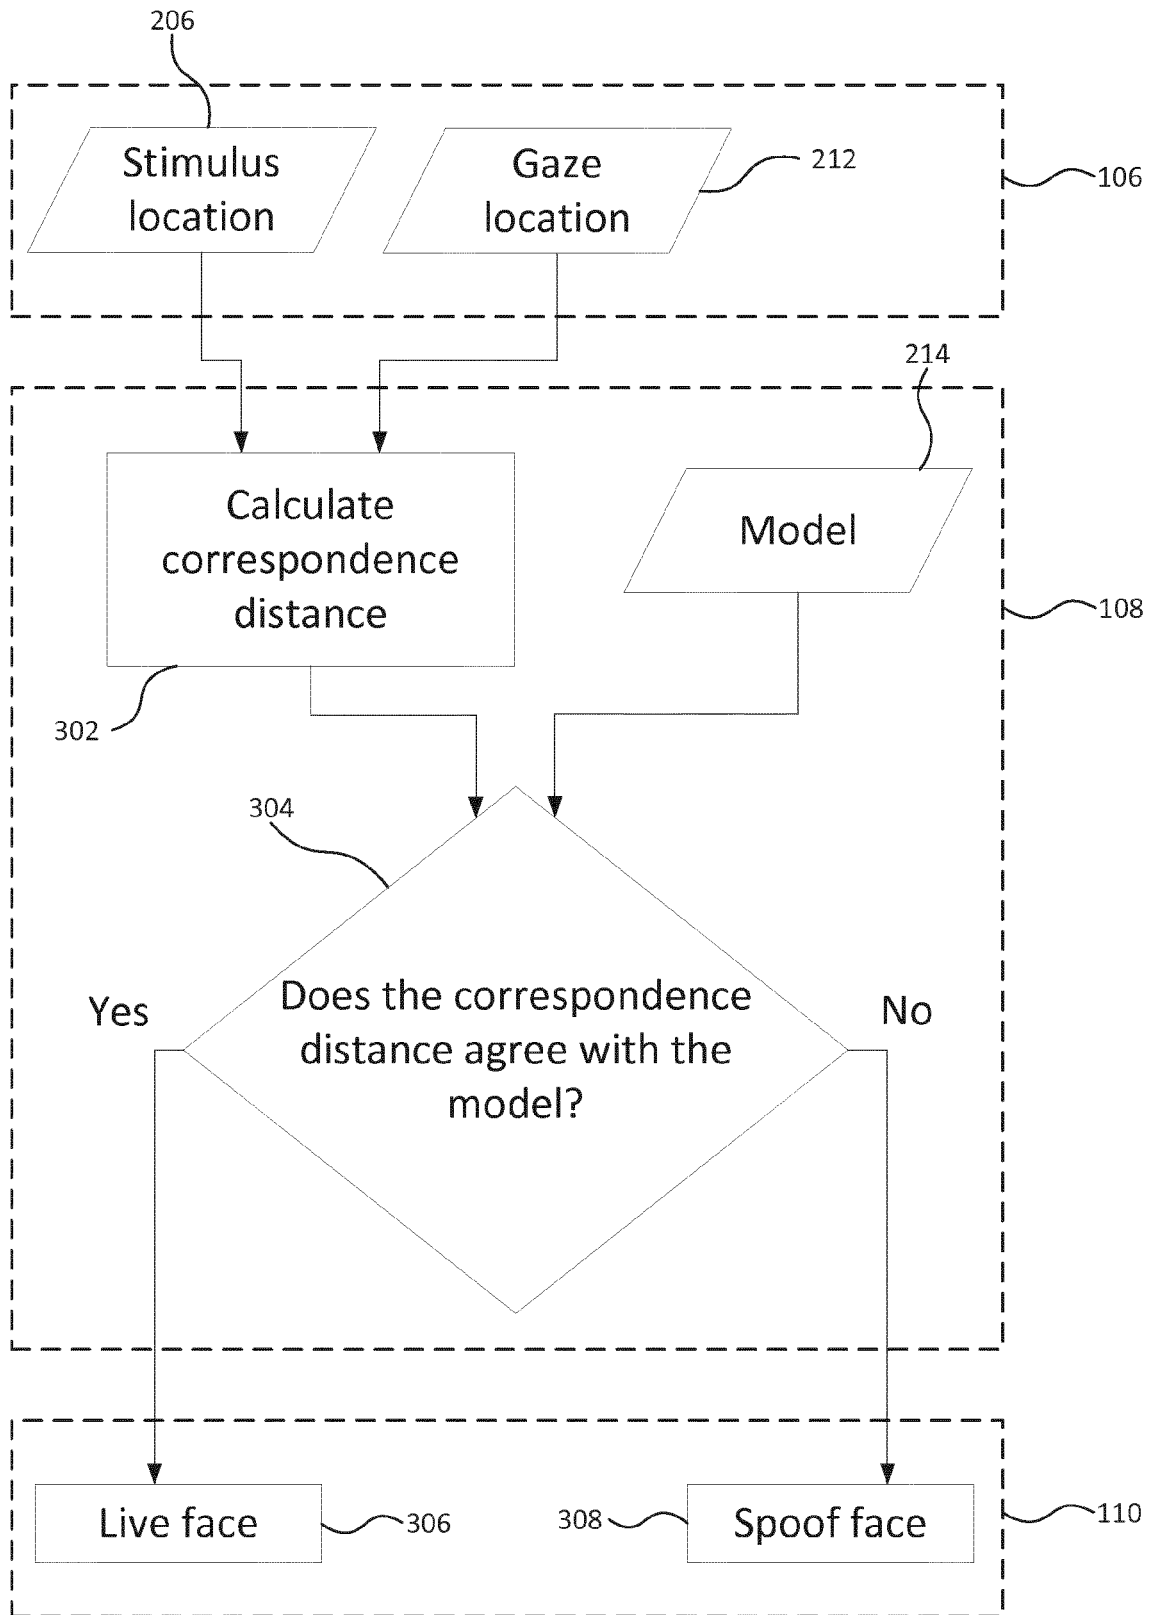 206
Stimulus
location
Gaze
location
212
106
214
Calculate
correspondence
distance
Model
108
302
304
Yes
No
Does the correspondence
distance agree with the
model?
Live face
306
308
Spoof face
110